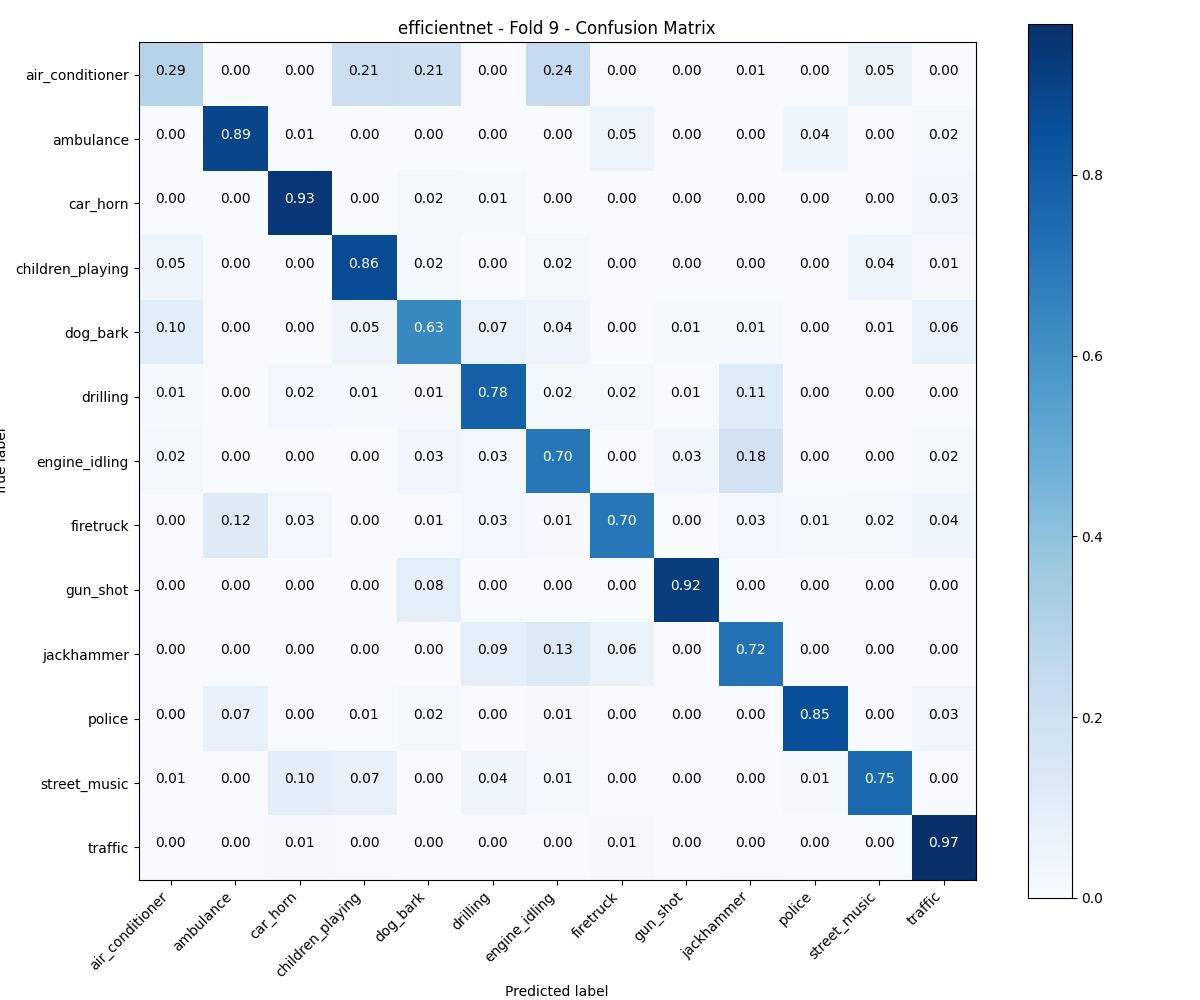 efficientnet - Fold 9 - Confusion Matrix
air_conditioner 0.29 0.00 0.00 0.21 0.21 0.00 0.24 0.00 0.00 0.01 0.00 0.05 0.00
ambulance 0.00 0.89 0.01 0.00 0.00 0.00 0.00 0.05 0.00 0.00 0.04 0.00 0.02
0.8
car_horn 0.00 0.00 0.93 0.00 0.02 0.01 0.00 0.00 0.00 0.00 0.00 0.00 0.03
children_playing 0.05 0.00 0.00 0.86 0.02 0.00 0.02 0.00 0.00 0.00 0.00 0.04 0.01
dog_bark 0.10 0.00 0.00 0.05 0.63 0.07 0.04 0.00 0.01 0.01 0.00 0.01 0.06
0.6
drilling 0.01 0.00 0.02 0.01 0.01 0.78 0.02 0.02 0.01 0.11 0.00 0.00 0.00
engine_idling 0.02 0.00 0.00 0.00 0.03 0.03 0.70 0.00 0.03 0.18 0.00 0.00 0.02
firetruck 0.00 0.12 0.03 0.00 0.01 0.03 0.01 0.70 0.00 0.03 0.01 0.02 0.04
0.4
gun_shot 0.00 0.00 0.00 0.00 0.08 0.00 0.00 0.00 0.92 0.00 0.00 0.00 0.00
jackhammer 0.00 0.00 0.00 0.00 0.00 0.09 0.13 0.06 0.00 0.72 0.00 0.00 0.00
police 0.00 0.07 0.00 0.01 0.02 0.00 0.01 0.00 0.00 0.00 0.85 0.00 0.03
0.2
street_music 0.01 0.00 0.10 0.07 0.00 0.04 0.01 0.00 0.00 0.00 0.01 0.75 0.00
traffic 0.00 0.00 0.01 0.00 0.00 0.00 0.00 0.01 0.00 0.00 0.00 0.00 0.97
0.0
air_conditioner ambulance car_horn children_playing dog_bark drilling engine_idling firetruck gun_shot jackhammer police street_music traffic
Predicted label